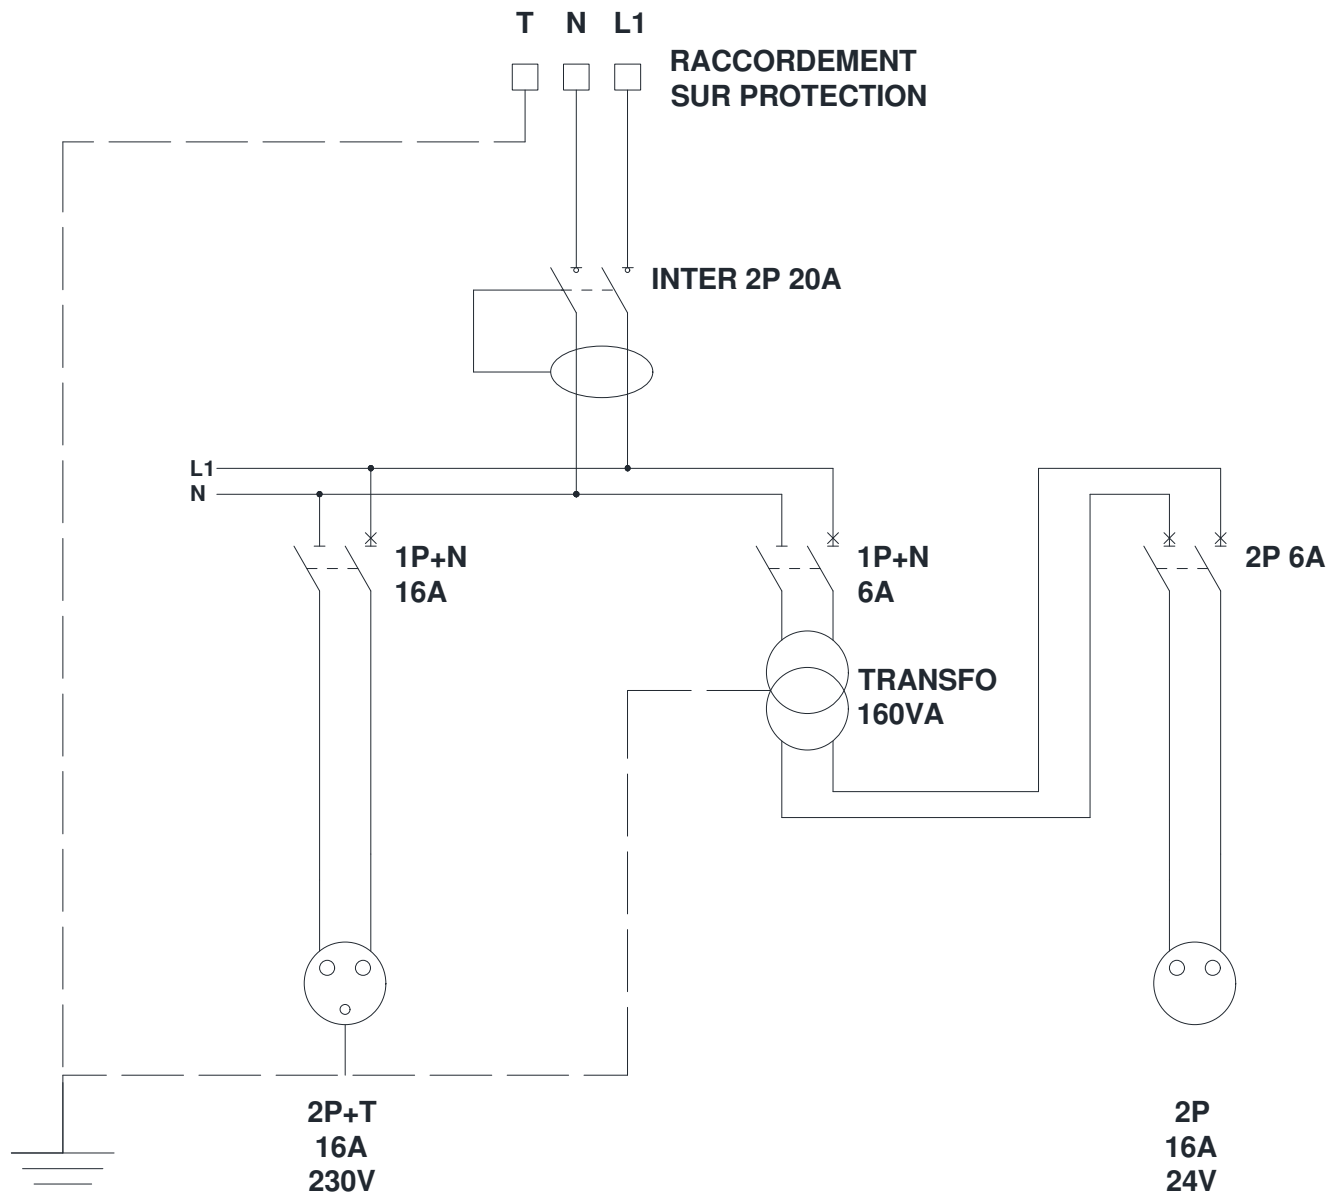 T N L1
RACCORDEMENT
SUR PROTECTION
INTER 2P 20A
L1
N
1P+N
16A
1P+N
6A
2P 6A
TRANSFO
160VA
2P+T
16A
230V
2P
16A
24V